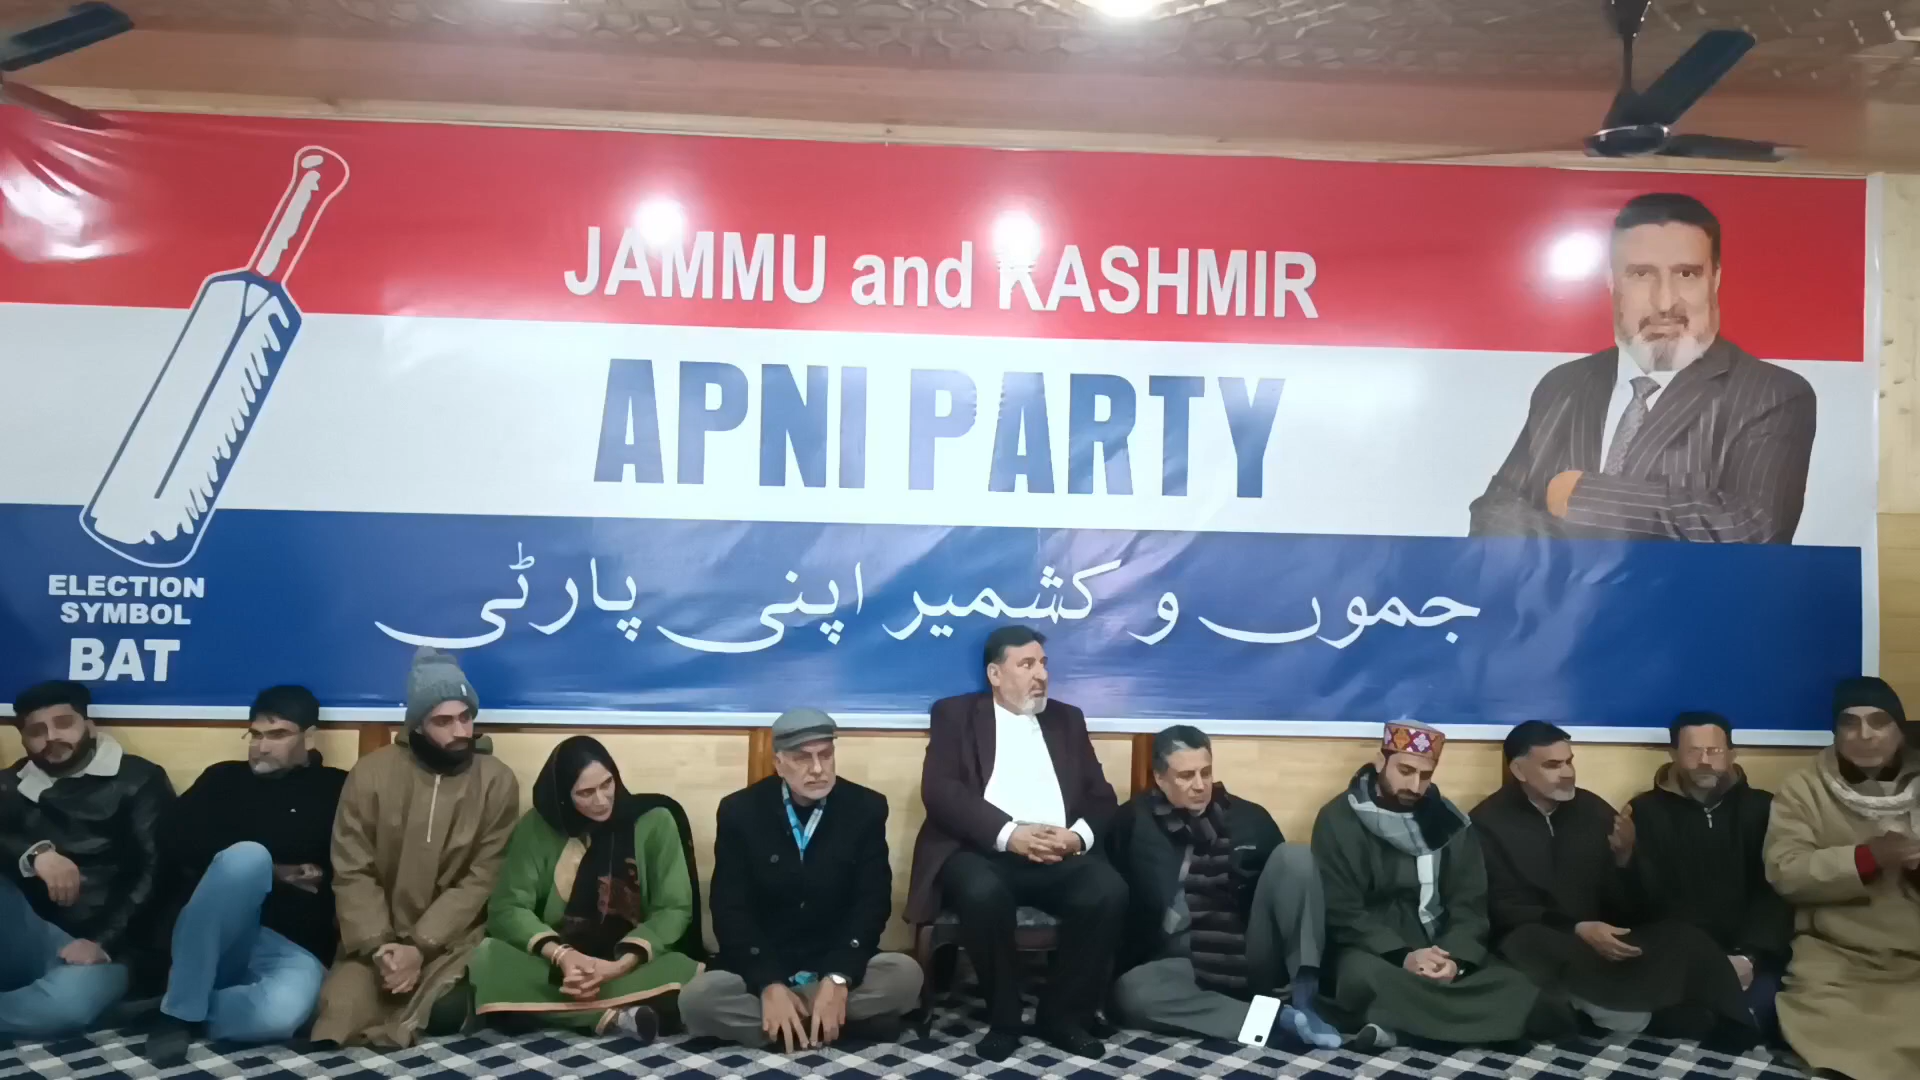 JAMMU and KASHMIR
APNI PARTY
جموں و کشمیر اپنی پارٹی
ELECTION
SYMBOL
BAT